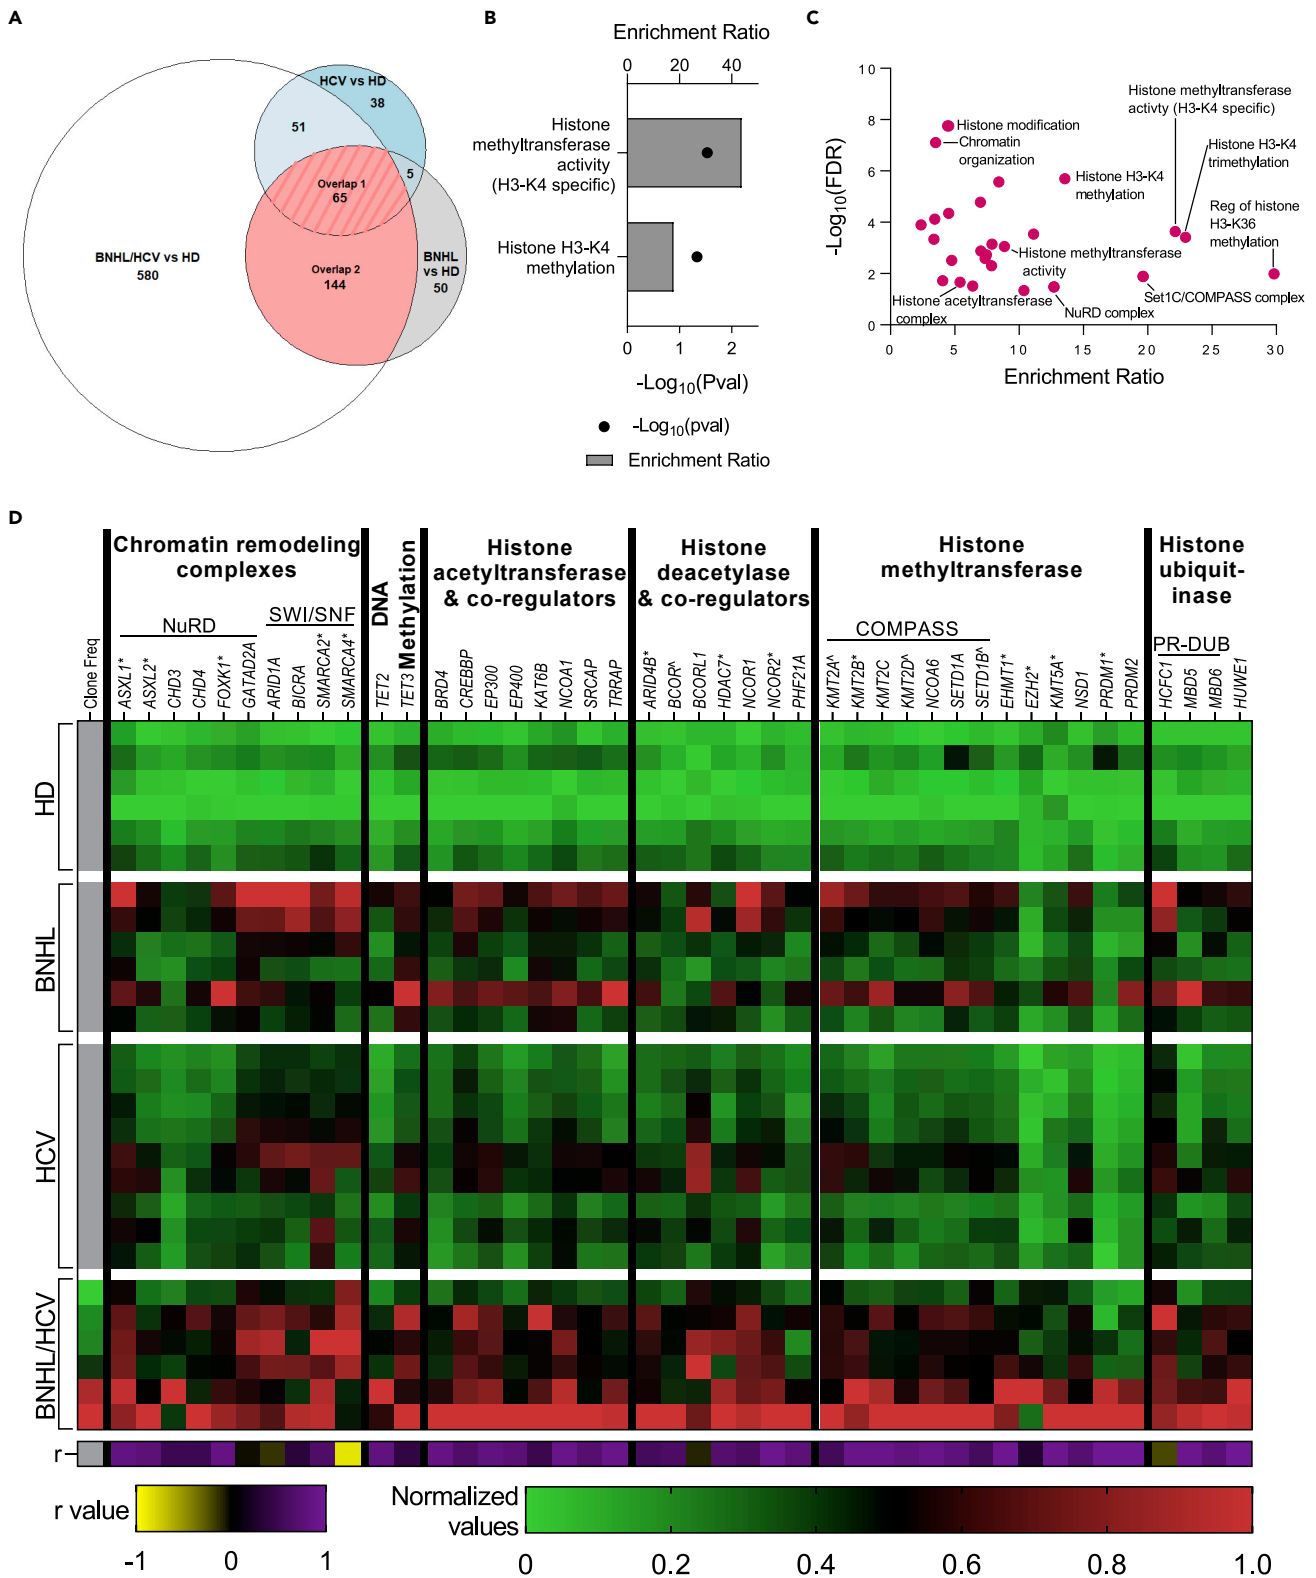 A
HCV vs HD
38
51
5
Overlap 1
65
BNHL/HCV vs HD
580
Overlap 2
144
BNHL
vs HD
50
B
Enrichment Ratio
0 20 40
Histone
methyltransferase
activity
(H3-K4 specific)
Histone H3-K4
methylation
0 1 2
-Log10(Pval)
-Log10(pval)
Enrichment Ratio
C
-Log10(FDR)
10
8
6
4
2
0
Histone methyltransferase
activty (H3-K4 specific)
Histone modification
Chromatin
organization
Histone H3-K4
trimethylation
Histone H3-K4
methylation
Reg of histone
H3-K36
methylation
Histone methyltransferase
activity
Histone acetyltransferase
complex
NuRD complex
Set1C/COMPASS complex
0 5 10 15 20 25 30
Enrichment Ratio
D
Chromatin remodeling
complexes
DNA
Methylation
Histone
acetyltransferase
& co-regulators
Histone
deacetylase
& co-regulators
Histone
methyltransferase
Histone
ubiquit-
inase
NuRD
SWI/SNF
COMPASS
PR-DUB
Clone Freq
ASXL1*
ASXL2*
CHD3
CHD4
FOXK1*
GATAD2A
ARID1A
BICRA
SMARCA2*
SMARCA4*
TET2
TET3
BRD4
CREBBP
EP300
EP400
KAT6B
NCOA1
SRCAP
TRRAP
ARID4B*
BCOR^
BCORL1
HDAC7*
NCOR1
NCOR2*
PHF21A
KMT2A^
KMT2B*
KMT2C
KMT2D^
NCOA6
SETD1A
SETD1B^
EHMT1*
EZH2*
KMT5A*
NSD1
PRDM1*
PRDM2
HCFC1
MBD5
MBD6
HUWE1
HD
BNHL
HCV
BNHL/HCV
r
r value
-1 0 1
Normalized
values
0 0.2 0.4 0.6 0.8 1.0